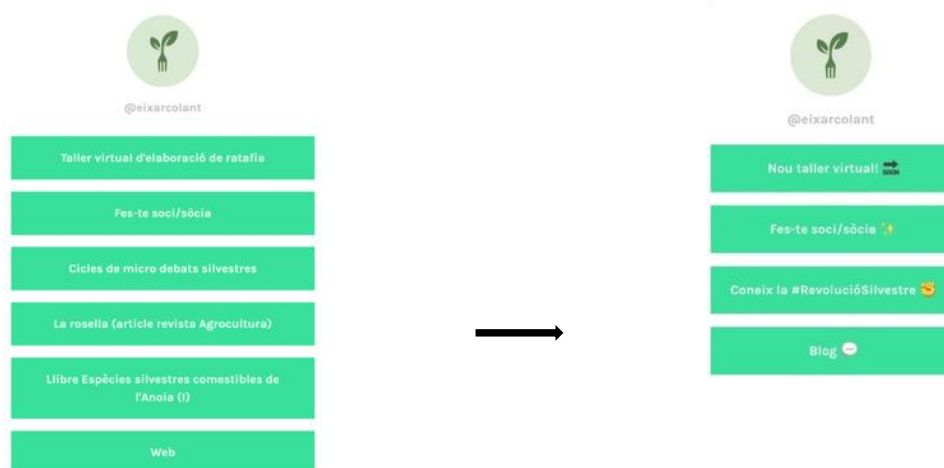 @eixarcolant
Taller virtual d'elaboració de ratafia
Fes-te soci/sòcia
Cicles de micro debats silvestres
La rosella (article revista Agrocultura)
Llibre Espècies silvestres comestibles de
l'Anoia (I)
Web
@eixarcolant
Nou taller virtual! 🔜
Fes-te soci/sòcia ✨
Coneix la #RevolucióSilvestre ✊
Blog 💬